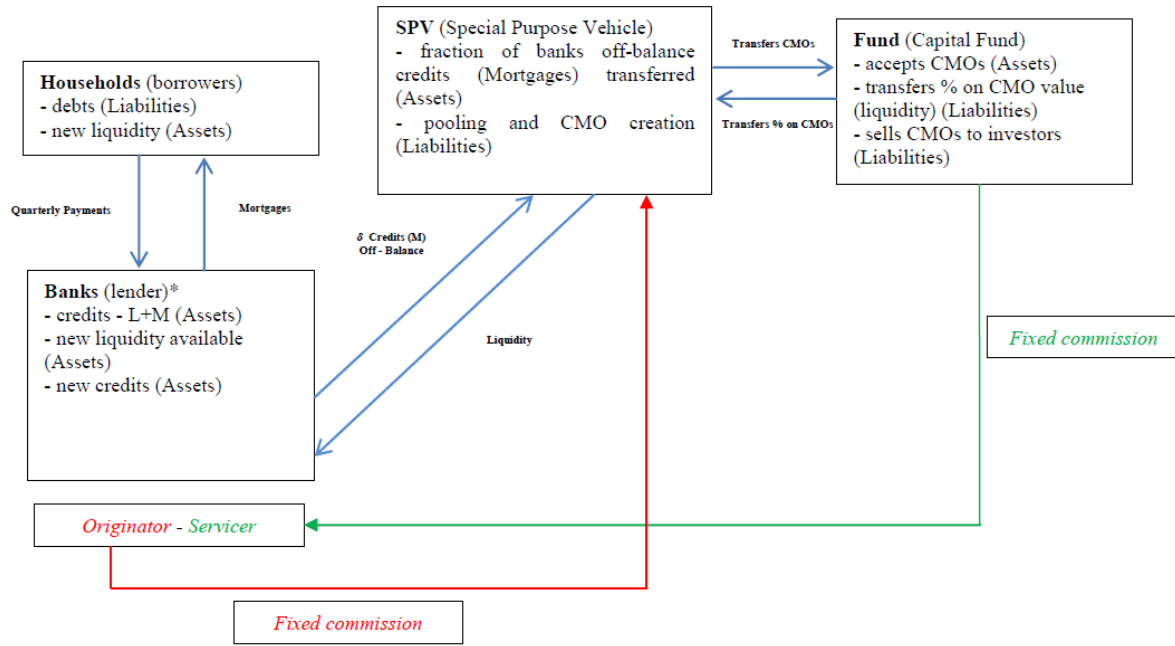 SPV (Special Purpose Vehicle)
- fraction of banks off-balance
credits (Mortgages) transferred
(Assets)
- pooling and CMO creation
(Liabilities)
Transfers CMOs
Transfers % on CMOs
Fund (Capital Fund)
- accepts CMOs (Assets)
- transfers % on CMO value
(liquidity) (Liabilities)
- sells CMOs to investors
(Liabilities)
Households (borrowers)
- debts (Liabilities)
- new liquidity (Assets)
Quarterly Payments
Mortgages
δ Credits (M)
Off - Balance
Liquidity
Banks (lender)*
- credits - L+M (Assets)
- new liquidity available
(Assets)
- new credits (Assets)
Fixed commission
Originator - Servicer
Fixed commission